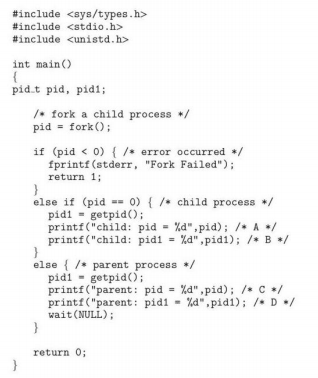 #include <sys/types.h>
#include <stdio.h>
#include <unistd.h>
int main()
{
pid_t pid, pid1;
/* fork a child process */
pid = fork();
if (pid < 0) { /* error occurred */
fprintf(stderr, "Fork Failed");
return 1;
}
else if (pid == 0) { /* child process */
pid1 = getpid();
printf("child: pid = %d",pid); /* A */
printf("child: pid1 = %d",pid1); /* B */
}
else { /* parent process */
pid1 = getpid();
printf("parent: pid = %d",pid); /* C */
printf("parent: pid1 = %d",pid1); /* D */
wait(NULL);
}
return 0;
}